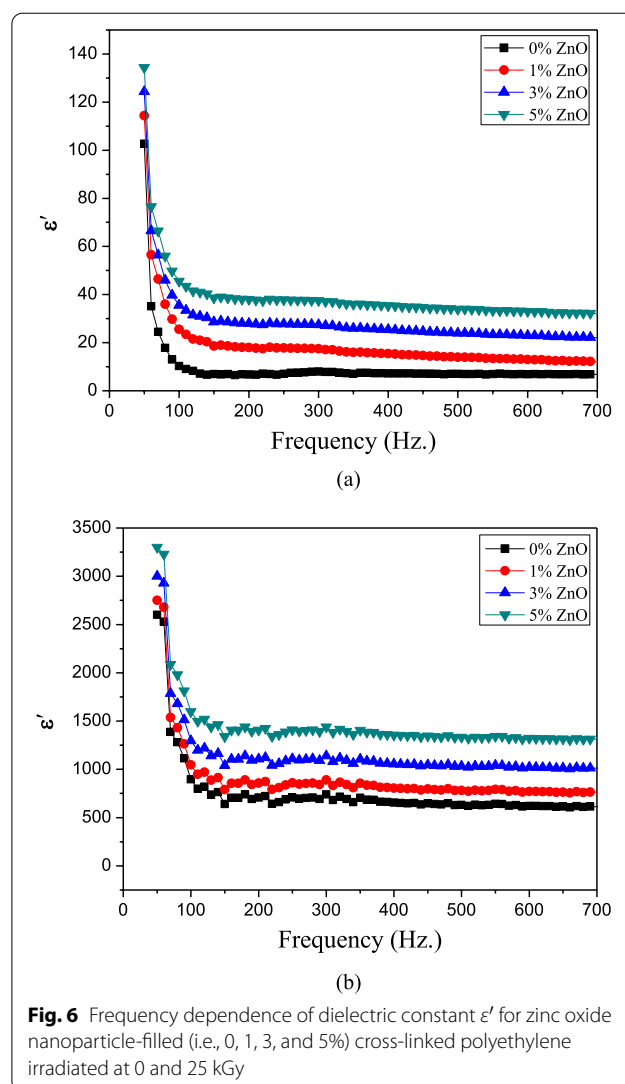 140
120
100
80
60
40
20
0
ε′
0% ZnO
1% ZnO
3% ZnO
5% ZnO
0 100 200 300 400 500 600 700
Frequency (Hz.)
(a)
3500
3000
2500
2000
1500
1000
500
0
ε′
0% ZnO
1% ZnO
3% ZnO
5% ZnO
0 100 200 300 400 500 600 700
Frequency (Hz.)
(b)
Fig. 6 Frequency dependence of dielectric constant ε′ for zinc oxide
nanoparticle-filled (i.e., 0, 1, 3, and 5%) cross-linked polyethylene
irradiated at 0 and 25 kGy